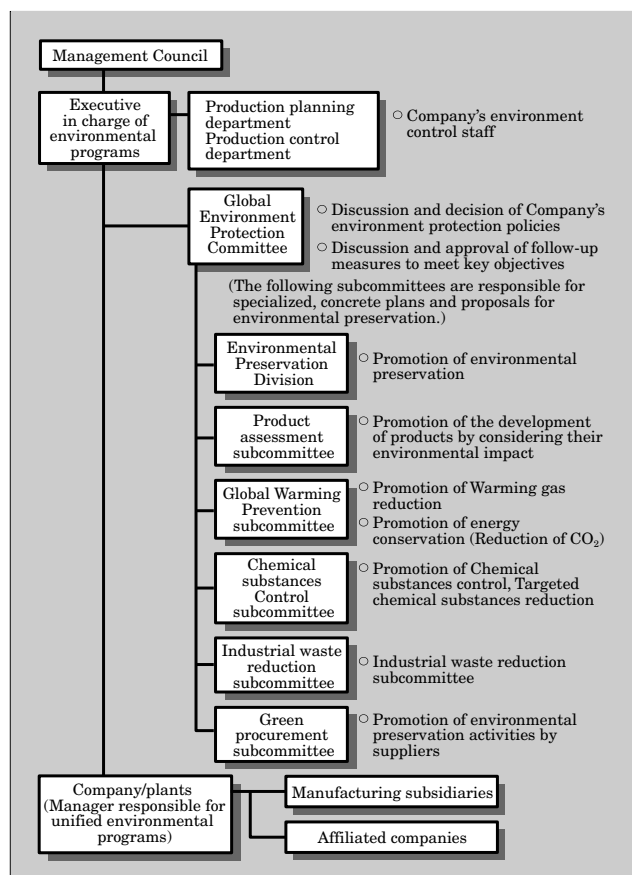 Management Council
Executive
in charge of
environmental
programs
Production planning
department
Production control
department
○ Company's environment
control staff
Global
Environment
Protection
Committee
○ Discussion and decision of Company's
environment protection policies
○ Discussion and approval of follow-up
measures to meet key objectives
(The following subcommittees are responsible for
specialized, concrete plans and proposals for
environmental preservation.)
Environmental
Preservation
Division
○ Promotion of environmental
preservation
Product
assessment
subcommittee
○ Promotion of the development
of products by considering their
environmental impact
Global Warming
Prevention
subcommittee
○ Promotion of Warming gas
reduction
○ Promotion of energy
conservation (Reduction of CO₂)
Chemical
substances
Control
subcommittee
○ Promotion of Chemical
substances control, Targeted
chemical substances reduction
Industrial waste
reduction
subcommittee
○ Industrial waste reduction
subcommittee
Green
procurement
subcommittee
○ Promotion of environmental
preservation activities by
suppliers
Company/plants
(Manager responsible for
unified environmental
programs)
Manufacturing subsidiaries
Affiliated companies